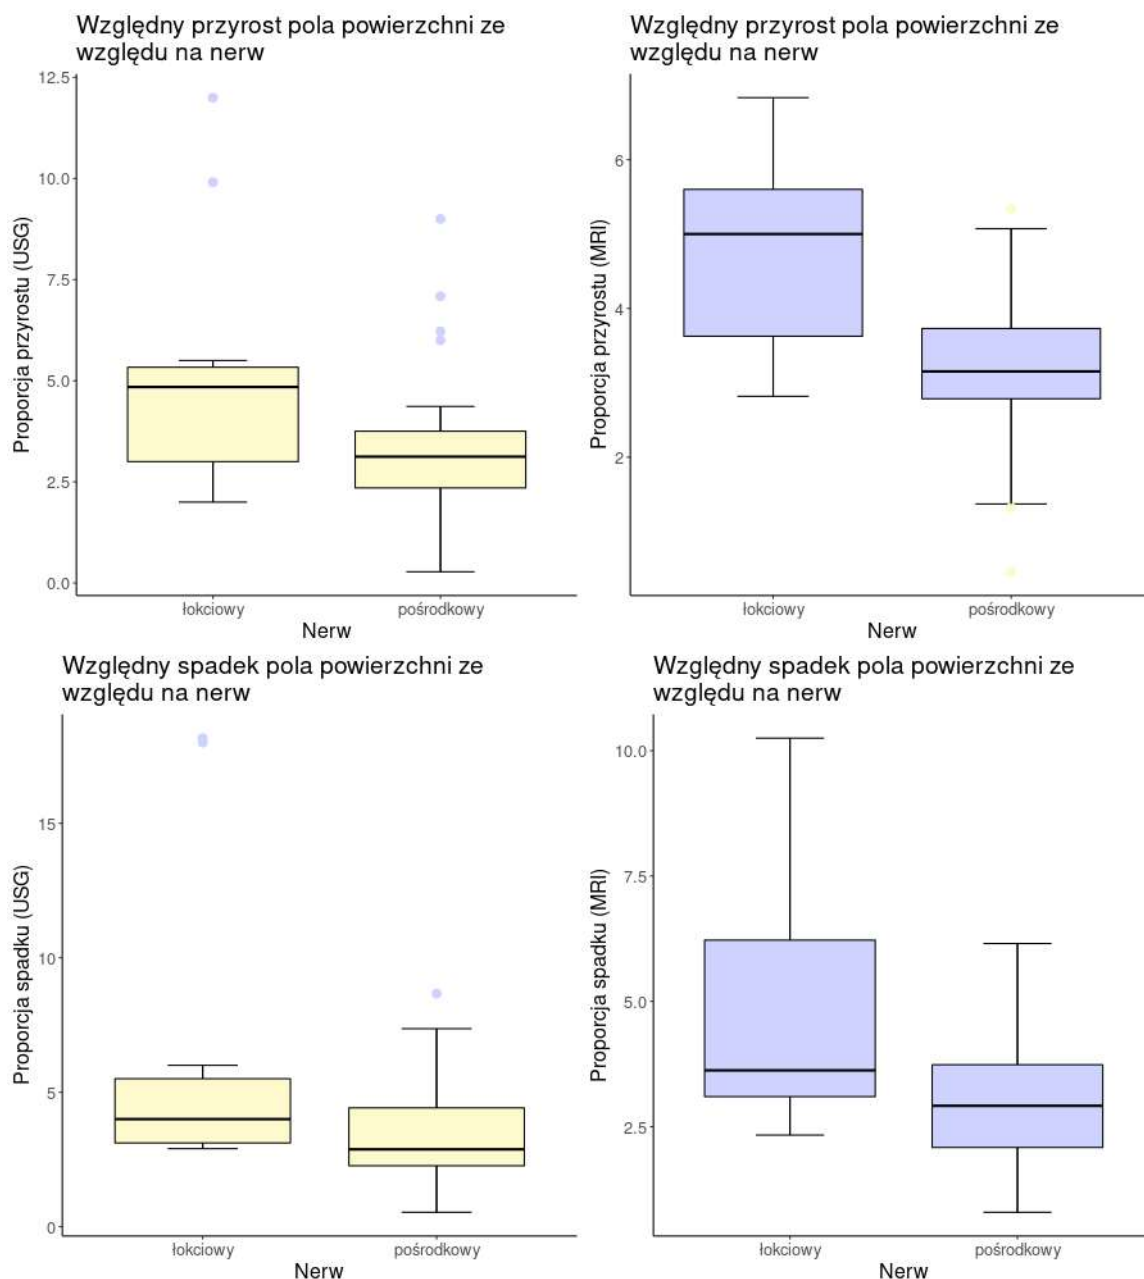 Względny przyrost pola powierzchni ze
względu na nerw
Proporcja przyrostu (USG)
12.5
10.0
7.5
5.0
2.5
0.0
łokciowy
pośrodkowy
Nerw
Względny przyrost pola powierzchni ze
względu na nerw
Proporcja przyrostu (MRI)
6
4
2
łokciowy
pośrodkowy
Nerw
Względny spadek pola powierzchni ze
względu na nerw
Proporcja spadku (USG)
15
10
5
0
łokciowy
pośrodkowy
Nerw
Względny spadek pola powierzchni ze
względu na nerw
Proporcja spadku (MRI)
10.0
7.5
5.0
2.5
łokciowy
pośrodkowy
Nerw